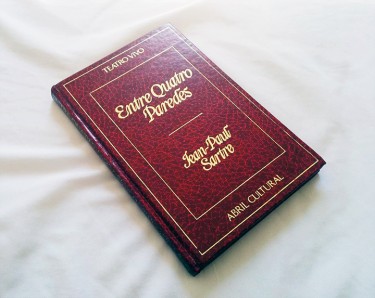 TEATRO VIVO
Entre Quatro
Paredes
Jean-Paul
Sartre
ABRIL CULTURAL